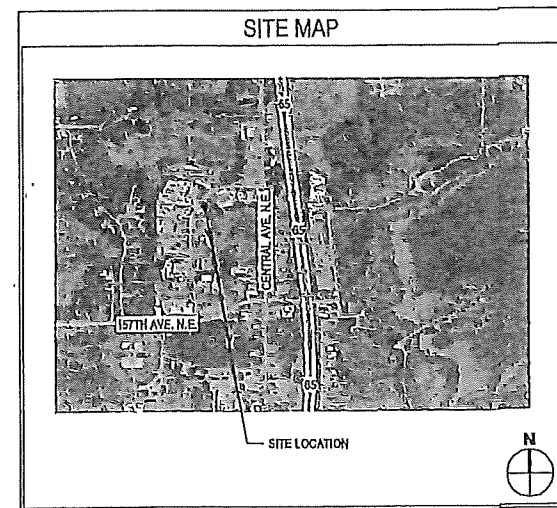 SITE MAP
65
CENTRAL AVE. N.E.
65
157TH AVE. N.E.
65
SITE LOCATION
N